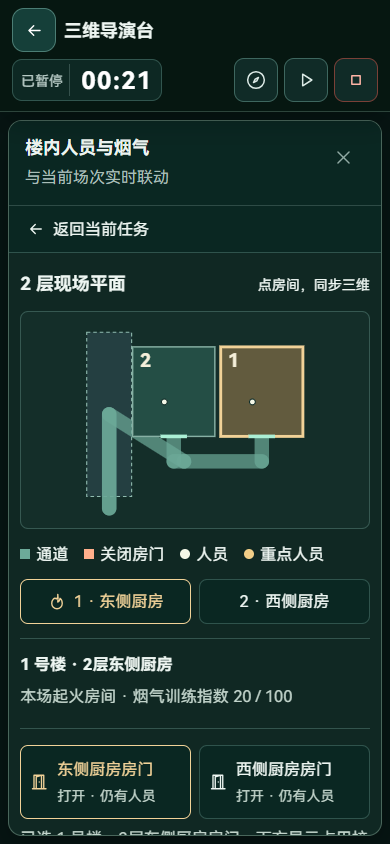 三维导演台
已暂停 00:21
楼内人员与烟气
与当前场次实时联动
返回当前任务
2 层现场平面
点房间，同步三维
2
1
通道 关闭房门 人员 重点人员
1 · 东侧厨房
2 · 西侧厨房
1 号楼 · 2层东侧厨房
本场起火房间 · 烟气训练指数 20 / 100
东侧厨房房门
打开 · 仍有人员
西侧厨房房门
打开 · 仍有人员